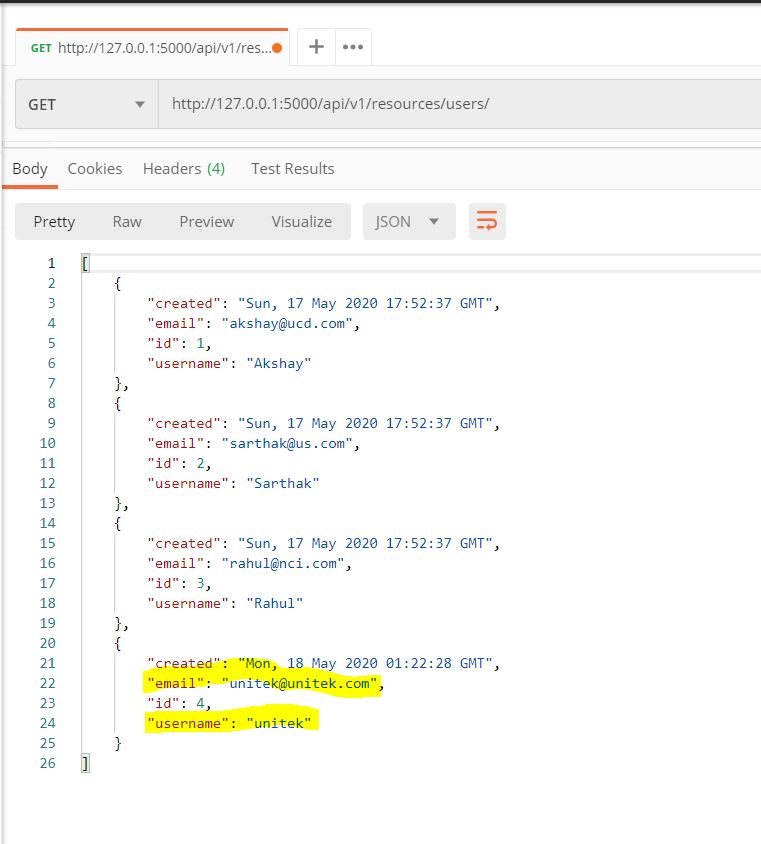 GET http://127.0.0.1:5000/api/v1/res...
GET http://127.0.0.1:5000/api/v1/resources/users/
Body Cookies Headers (4) Test Results
Pretty Raw Preview Visualize JSON
1 [
2 {
3 "created": "Sun, 17 May 2020 17:52:37 GMT",
4 "email": "akshay@ucd.com",
5 "id": 1,
6 "username": "Akshay"
7 },
8 {
9 "created": "Sun, 17 May 2020 17:52:37 GMT",
10 "email": "sarthak@us.com",
11 "id": 2,
12 "username": "Sarthak"
13 },
14 {
15 "created": "Sun, 17 May 2020 17:52:37 GMT",
16 "email": "rahul@nci.com",
17 "id": 3,
18 "username": "Rahul"
19 },
20 {
21 "created": "Mon, 18 May 2020 01:22:28 GMT",
22 "email": "unitek@unitek.com",
23 "id": 4,
24 "username": "unitek"
25 }
26 ]